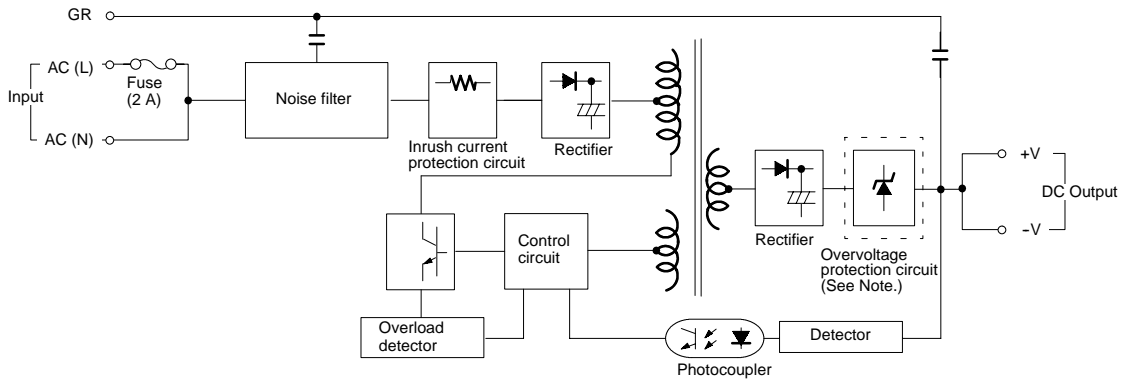 GR
AC (L)
Fuse
(2 A)
Input
AC (N)
Noise filter
Inrush current
protection circuit
Rectifier
Rectifier
Overvoltage
protection circuit
(See Note.)
+V
DC Output
−V
Control
circuit
Overload
detector
Photocoupler
Detector